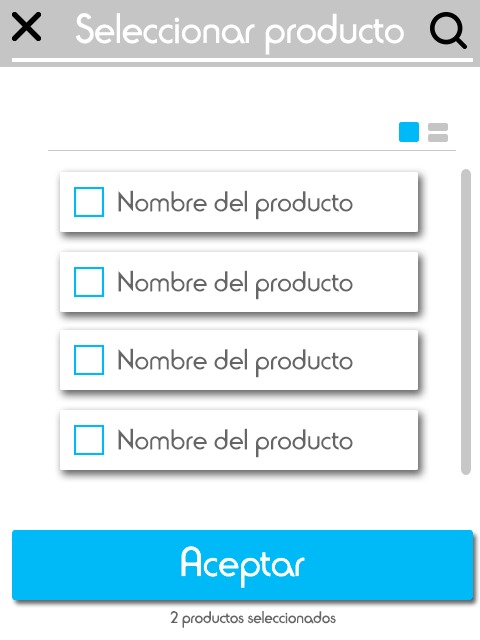 Seleccionar producto
Nombre del producto
Nombre del producto
Nombre del producto
Nombre del producto
Aceptar
2 productos seleccionados